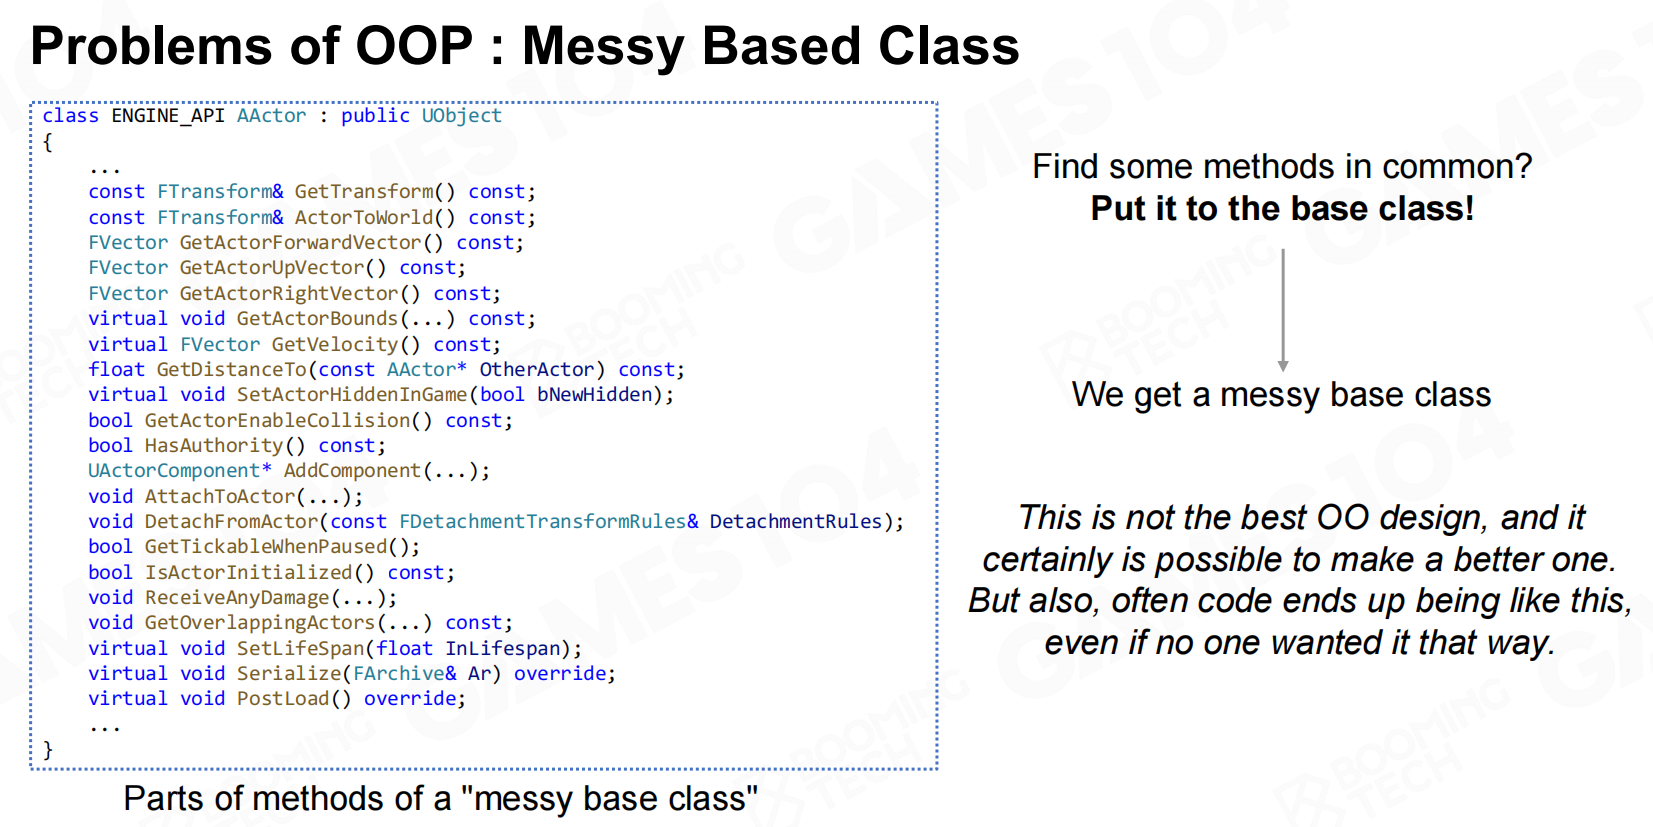 Problems of OOP : Messy Based Class
class ENGINE_API AActor : public UObject
{
...
const FTransform& GetTransform() const;
const FTransform& ActorToWorld() const;
FVector GetActorForwardVector() const;
FVector GetActorUpVector() const;
FVector GetActorRightVector() const;
virtual void GetActorBounds(...) const;
virtual FVector GetVelocity() const;
float GetDistanceTo(const AActor* OtherActor) const;
virtual void SetActorHiddenInGame(bool bNewHidden);
bool GetActorEnableCollision() const;
bool HasAuthority() const;
UActorComponent* AddComponent(...);
void AttachToActor(...);
void DetachFromActor(const FDetachmentTransformRules& DetachmentRules);
bool GetTickableWhenPaused();
bool IsActorInitialized() const;
void ReceiveAnyDamage(...);
void GetOverlappingActors(...) const;
virtual void SetLifeSpan(float InLifespan);
virtual void Serialize(FArchive& Ar) override;
virtual void PostLoad() override;
...
}
Parts of methods of a "messy base class"
Find some methods in common?
Put it to the base class!
We get a messy base class
This is not the best OO design, and it
certainly is possible to make a better one.
But also, often code ends up being like this,
even if no one wanted it that way.
GAMES104
BOOMING
TECH